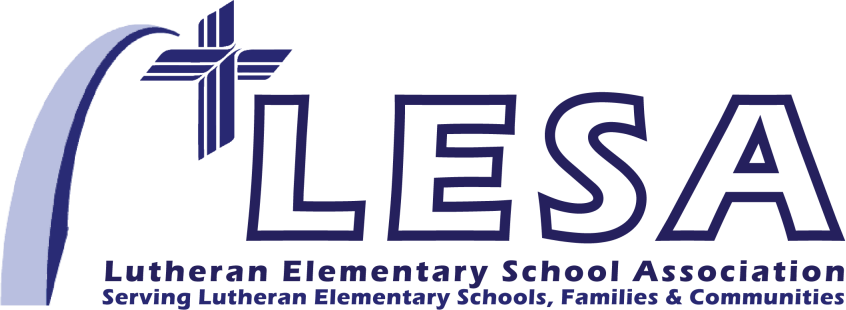 LESA
Lutheran Elementary School Association
Serving Lutheran Elementary Schools, Families & Communities